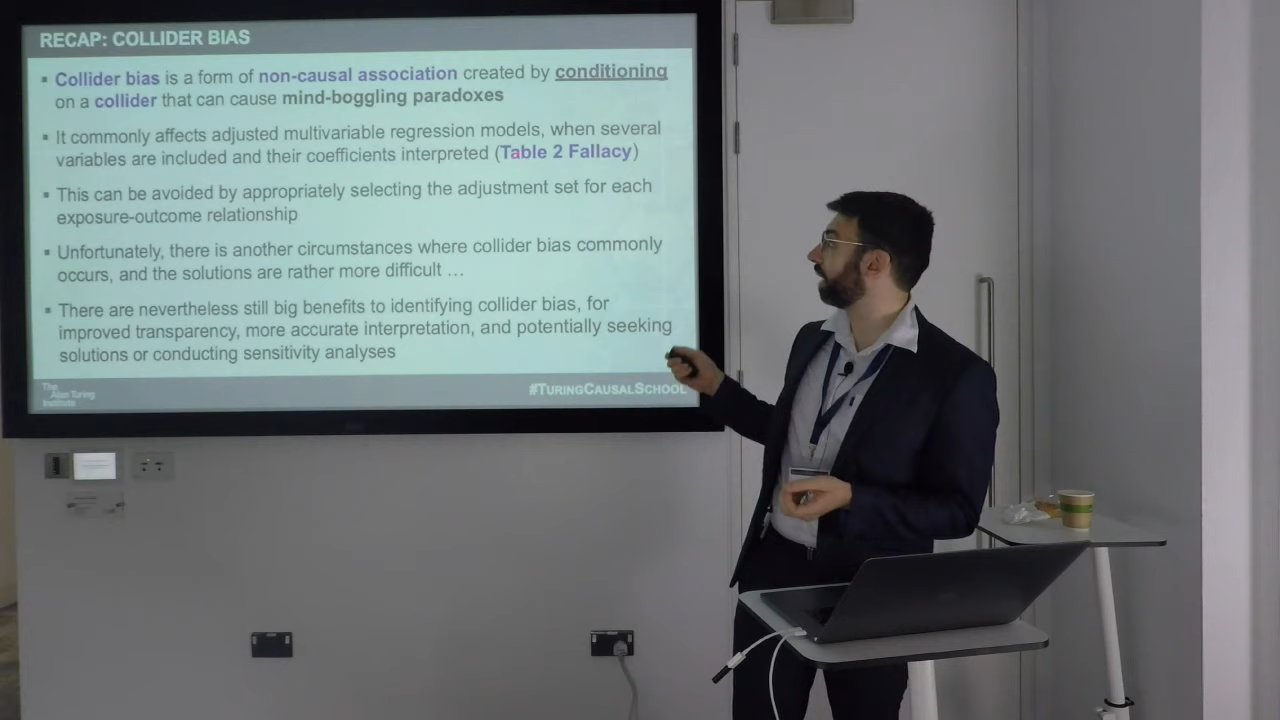 RECAP: COLLIDER BIAS
▪ Collider bias is a form of non-causal association created by conditioning
on a collider that can cause mind-boggling paradoxes
▪ It commonly affects adjusted multivariable regression models, when several
variables are included and their coefficients interpreted (Table 2 Fallacy)
▪ This can be avoided by appropriately selecting the adjustment set for each
exposure-outcome relationship
▪ Unfortunately, there is another circumstances where collider bias commonly
occurs, and the solutions are rather more difficult …
▪ There are nevertheless still big benefits to identifying collider bias, for
improved transparency, more accurate interpretation, and potentially seeking
solutions or conducting sensitivity analyses
The
Alan Turing
Institute
#TURINGCAUSALSCHOOL